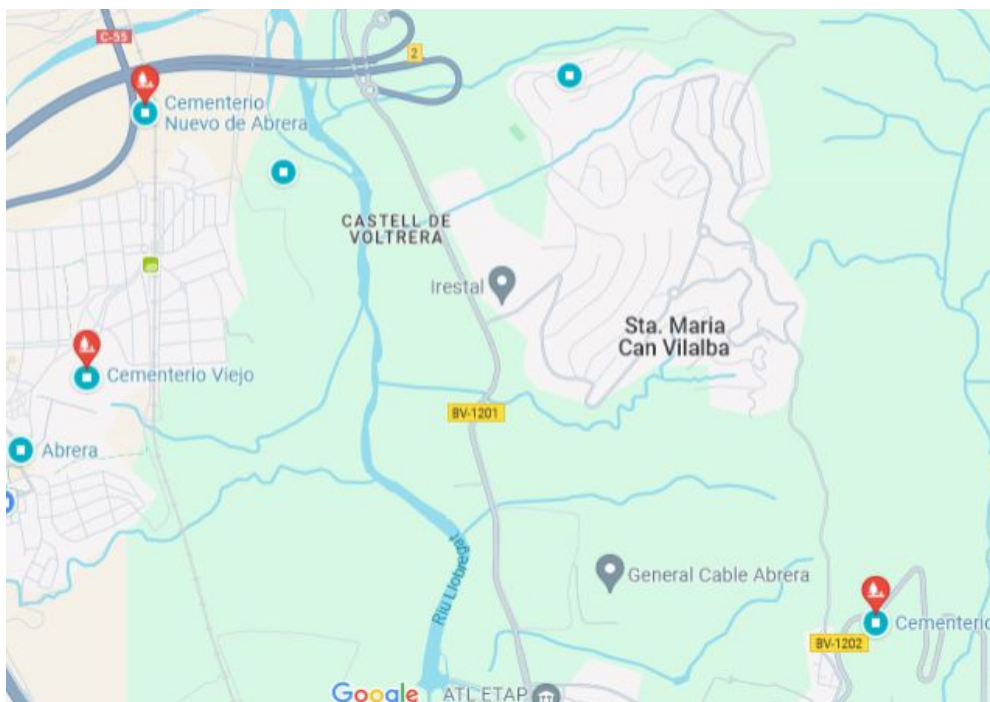 C-55
2
Cementerio
Nuevo de Abrera
CASTELL DE
VOLTRERA
Irestal
Sta. Maria
Can Vilalba
Cementerio Viejo
BV-1201
Abrera
Riu Llobregat
General Cable Abrera
Cementerio
BV-1202
Google
ATL ETAP